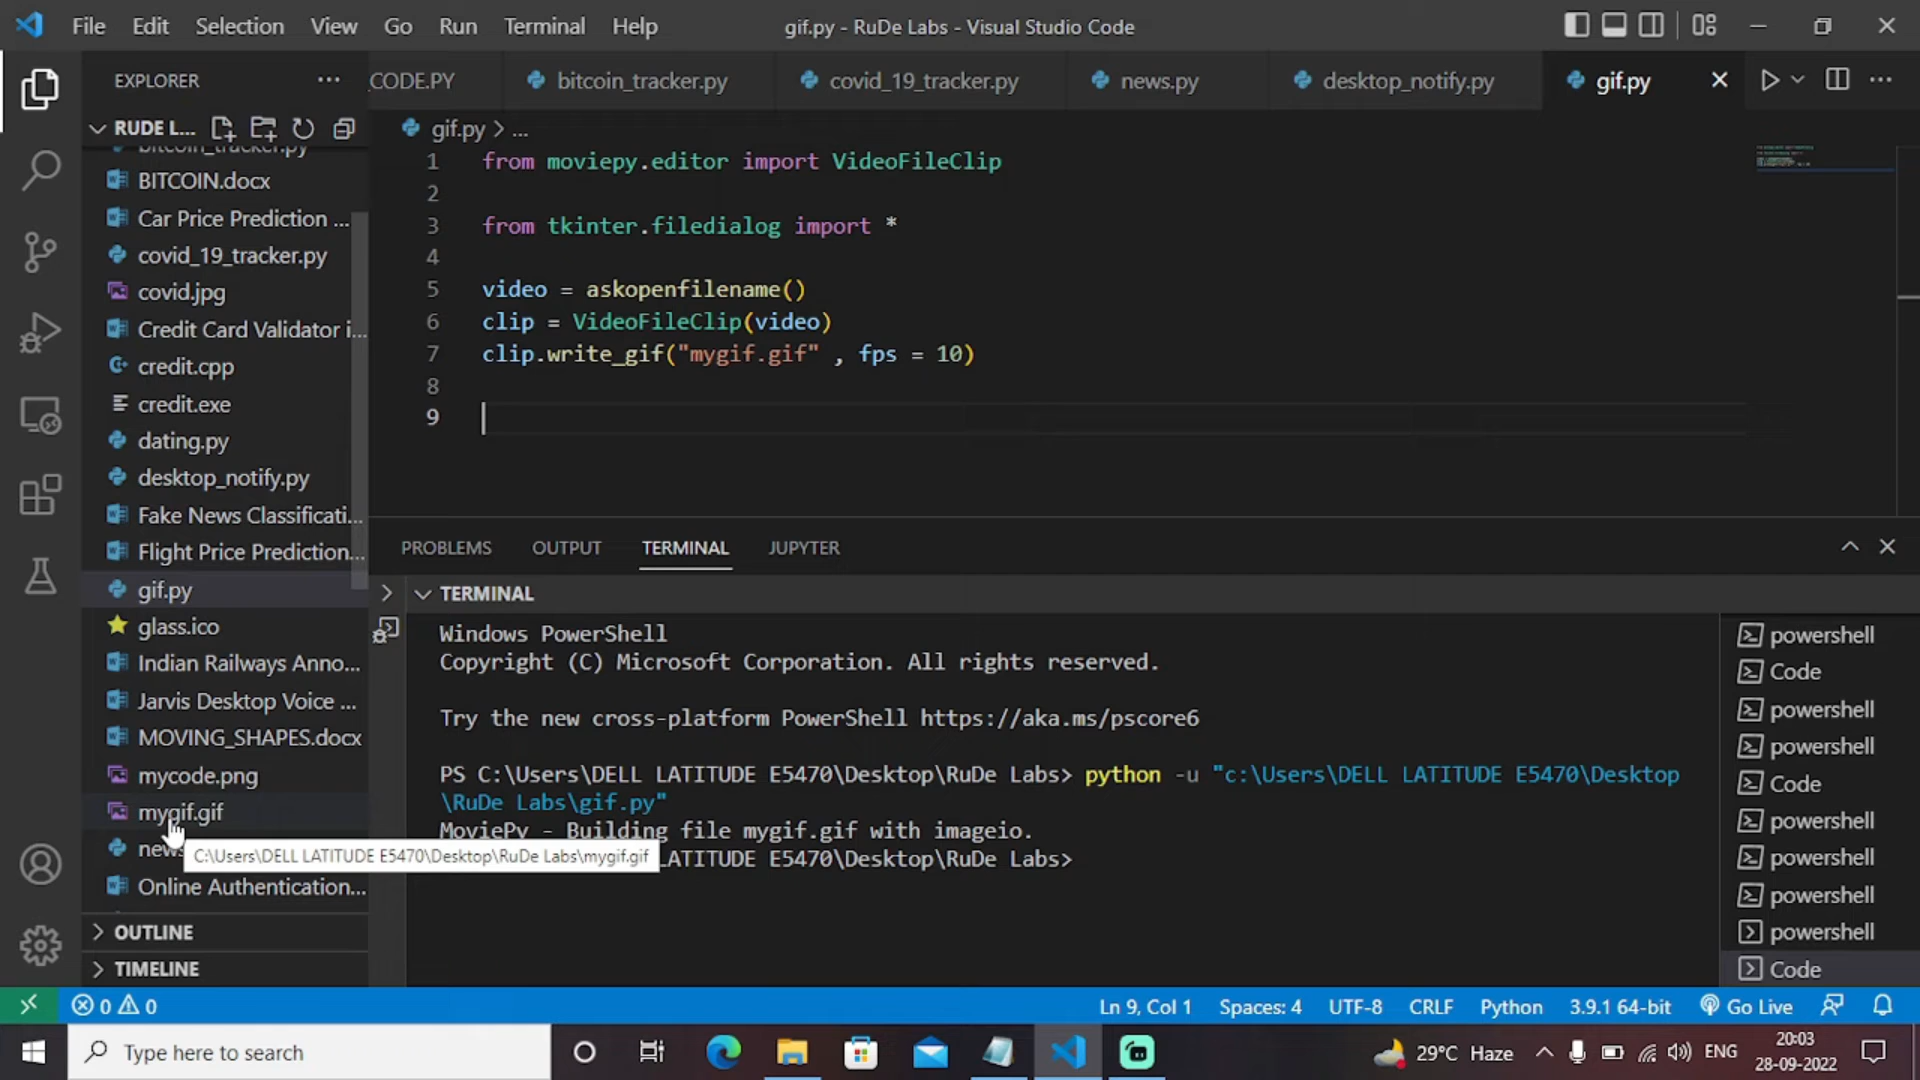 File Edit Selection View Go Run Terminal Help
gif.py - RuDe Labs - Visual Studio Code
EXPLORER
CODE.PY
bitcoin_tracker.py
covid_19_tracker.py
news.py
desktop_notify.py
gif.py
RUDE L...
bitcoin_tracker.py
BITCOIN.docx
Car Price Prediction ...
covid_19_tracker.py
covid.jpg
Credit Card Validator i...
credit.cpp
credit.exe
dating.py
desktop_notify.py
Fake News Classificati...
Flight Price Prediction...
gif.py
glass.ico
Indian Railways Anno...
Jarvis Desktop Voice ...
MOVING_SHAPES.docx
mycode.png
mygif.gif
C:\Users\DELL LATITUDE E5470\Desktop\RuDe Labs\mygif.gif
Online Authentication...
OUTLINE
TIMELINE
gif.py > ...
1 from moviepy.editor import VideoFileClip
2
3 from tkinter.filedialog import *
4
5 video = askopenfilename()
6 clip = VideoFileClip(video)
7 clip.write_gif("mygif.gif" , fps = 10)
8
9
PROBLEMS OUTPUT TERMINAL JUPYTER
TERMINAL
Windows PowerShell
Copyright (C) Microsoft Corporation. All rights reserved.
Try the new cross-platform PowerShell https://aka.ms/pscore6
PS C:\Users\DELL LATITUDE E5470\Desktop\RuDe Labs> python -u "c:\Users\DELL LATITUDE E5470\Desktop
\RuDe Labs\gif.py"
MoviePy - Building file mygif.gif with imageio.
LATITUDE E5470\Desktop\RuDe Labs>
powershell
Code
powershell
powershell
Code
powershell
powershell
powershell
powershell
Code
0 0
Ln 9, Col 1 Spaces: 4 UTF-8 CRLF Python 3.9.1 64-bit Go Live
Type here to search
29°C Haze
ENG
20:03
28-09-2022